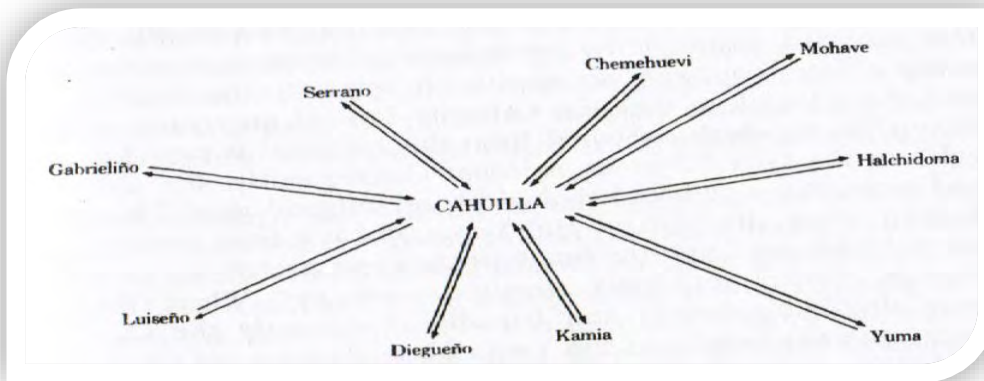 Mohave
Chemehuevi
Serrano
Halchidoma
Gabrieliño
CAHUILLA
Luiseño
Yuma
Kamia
Diegueño